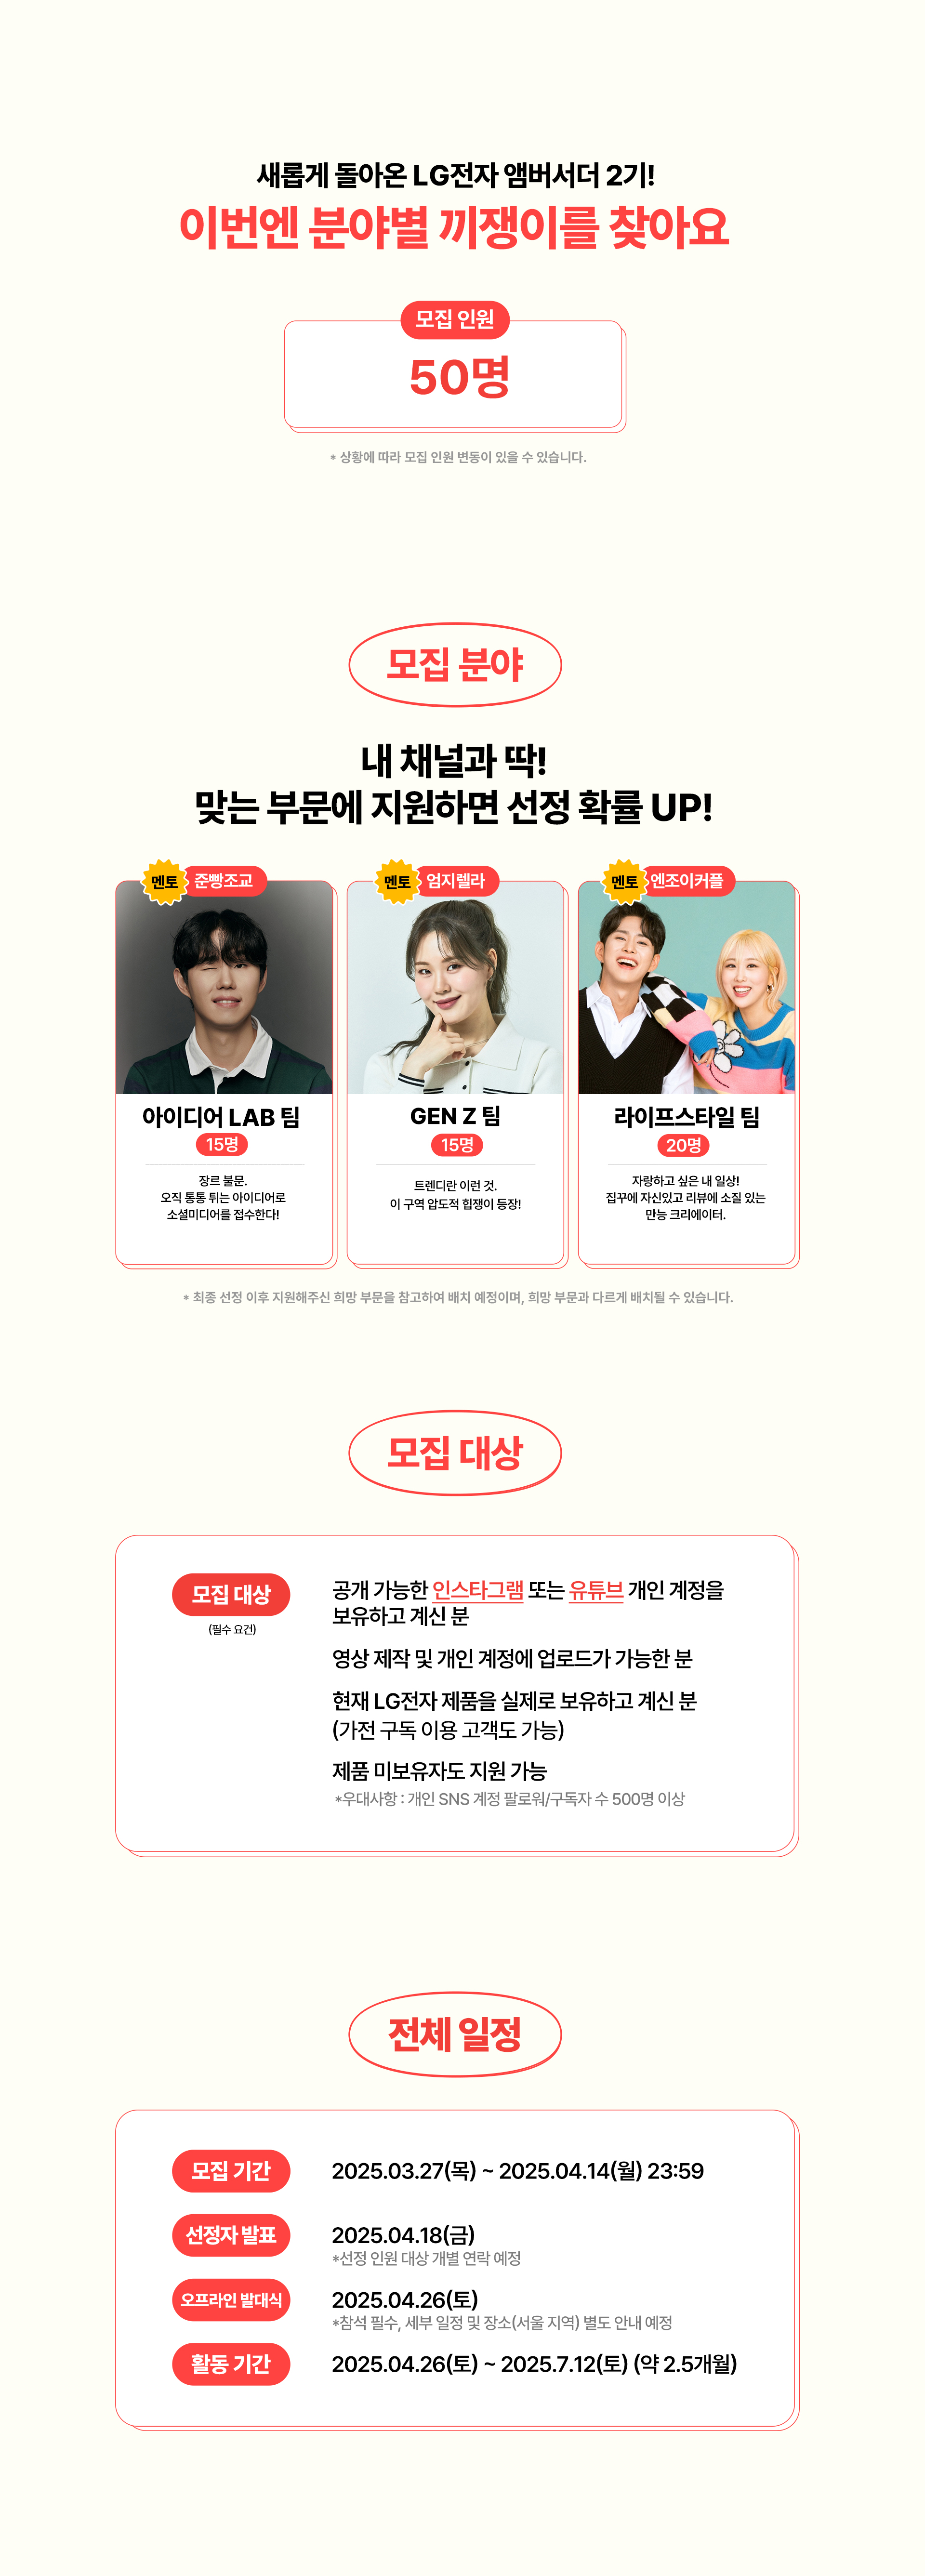 새롭게 돌아온 LG전자 앰버서더 2기!
이번엔 분야별 끼쟁이를 찾아요
모집 인원
50명
* 상황에 따라 모집 인원 변동이 있을 수 있습니다.
모집 분야
내 채널과 딱!
맞는 부문에 지원하면 선정 확률 UP!
멘토 준빵조교
아이디어 LAB 팀
15명
장르 불문.
오직 통통 튀는 아이디어로
소셜미디어를 접수한다!
멘토 엄지렐라
GEN Z 팀
15명
트렌디란 이런 것.
이 구역 압도적 힙쟁이 등장!
멘토 엔조이커플
라이프스타일 팀
20명
자랑하고 싶은 내 일상!
집꾸에 자신있고 리뷰에 소질 있는
만능 크리에이터.
* 최종 선정 이후 지원해주신 희망 부문을 참고하여 배치 예정이며, 희망 부문과 다르게 배치될 수 있습니다.
모집 대상
모집 대상
(필수 요건)
공개 가능한 인스타그램 또는 유튜브 개인 계정을
보유하고 계신 분
영상 제작 및 개인 계정에 업로드가 가능한 분
현재 LG전자 제품을 실제로 보유하고 계신 분
(가전 구독 이용 고객도 가능)
제품 미보유자도 지원 가능
*우대사항 : 개인 SNS 계정 팔로워/구독자 수 500명 이상
전체 일정
모집 기간
2025.03.27(목) ~ 2025.04.14(월) 23:59
선정자 발표
2025.04.18(금)
*선정 인원 대상 개별 연락 예정
오프라인 발대식
2025.04.26(토)
*참석 필수, 세부 일정 및 장소(서울 지역) 별도 안내 예정
활동 기간
2025.04.26(토) ~ 2025.7.12(토) (약 2.5개월)